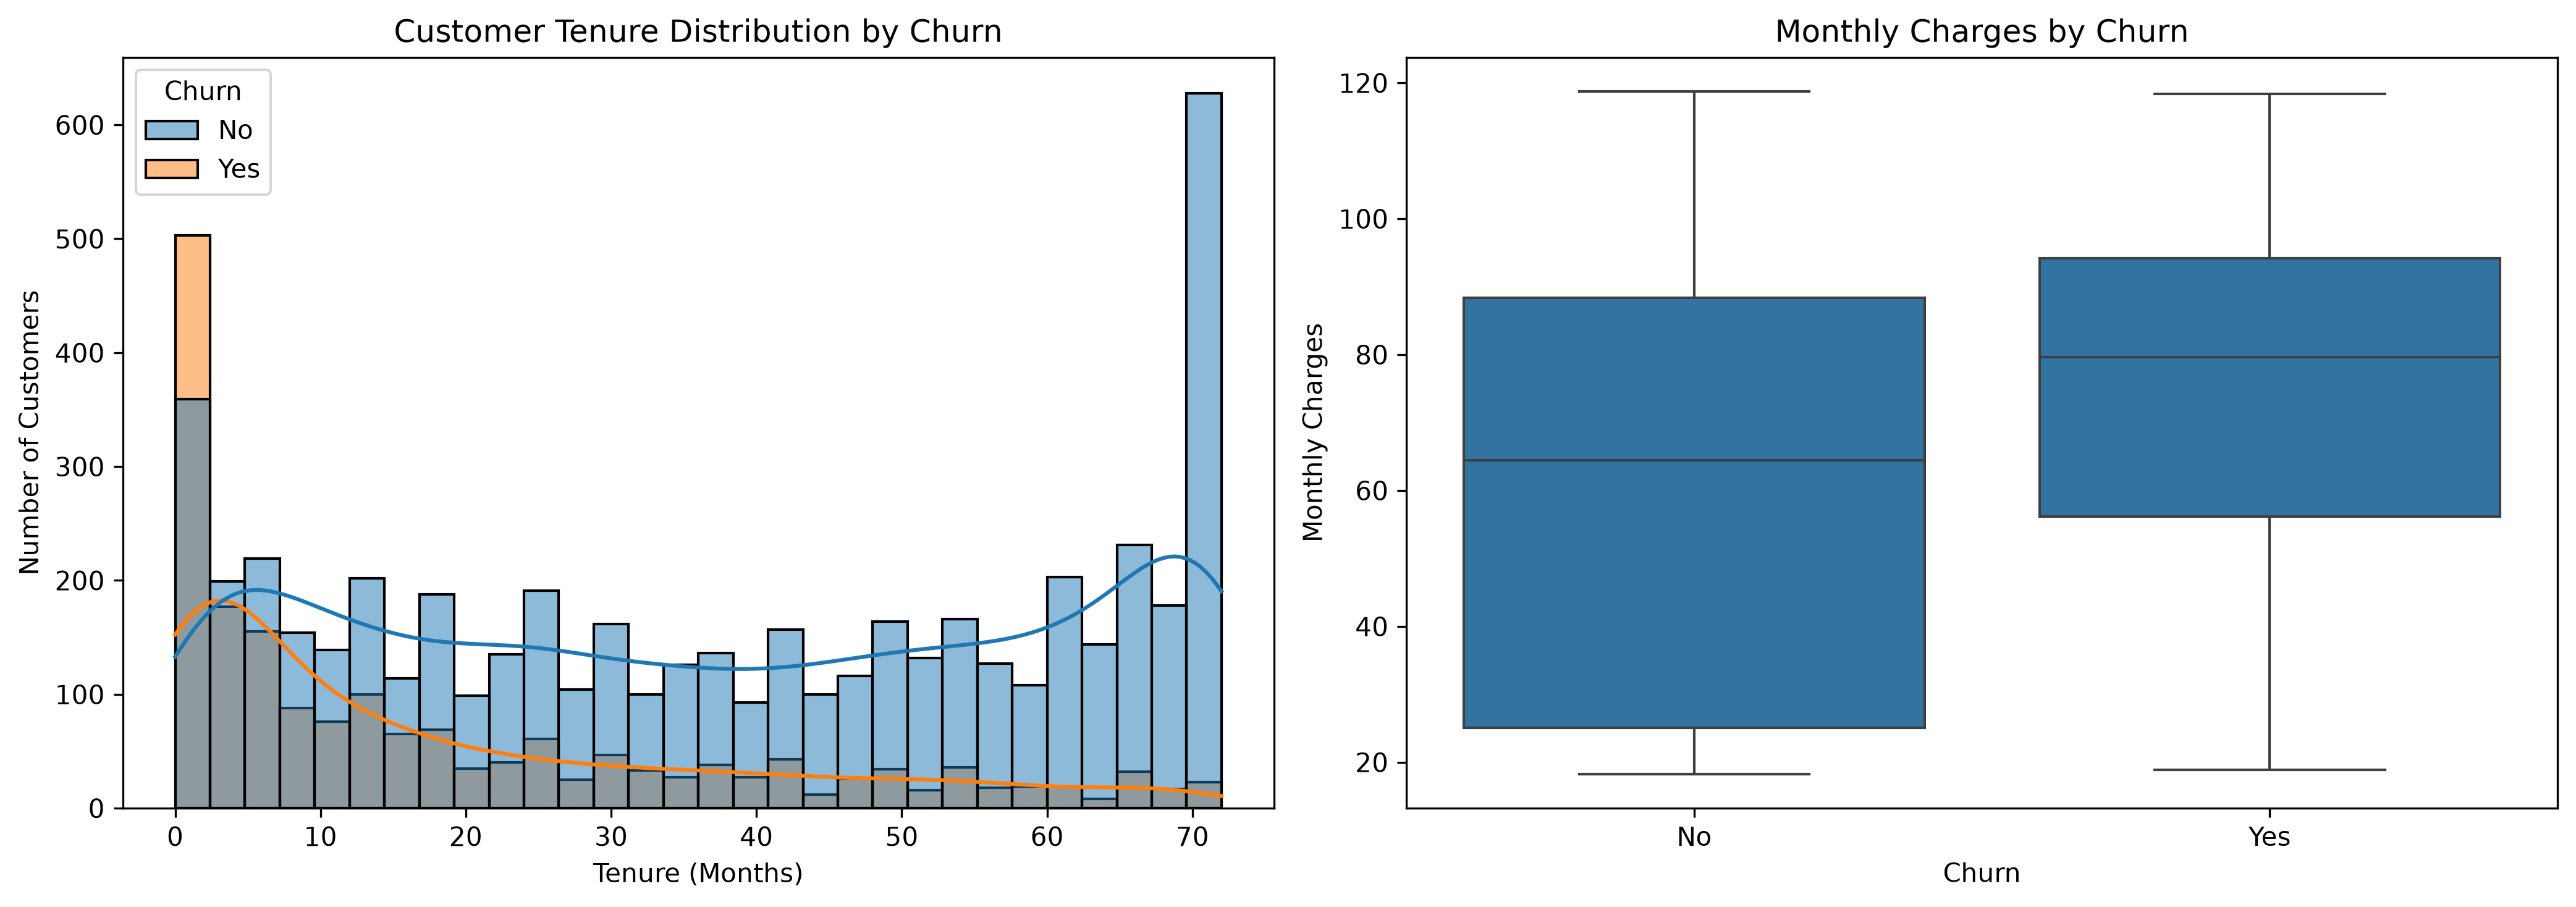 Customer Tenure Distribution by Churn
Churn
No
Yes
600
500
400
300
200
100
0
Number of Customers
0 10 20 30 40 50 60 70
Tenure (Months)
Monthly Charges by Churn
120
100
80
60
40
20
Monthly Charges
No Yes
Churn